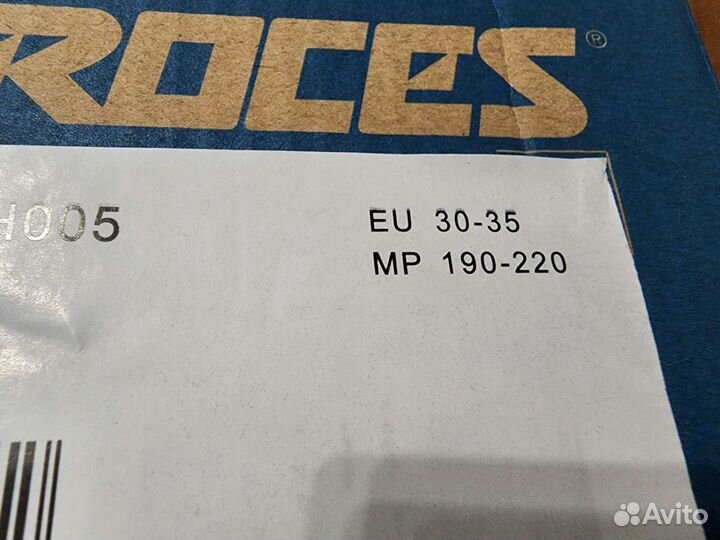 ROCES®
H005
EU 30-35
MP 190-220
Avito